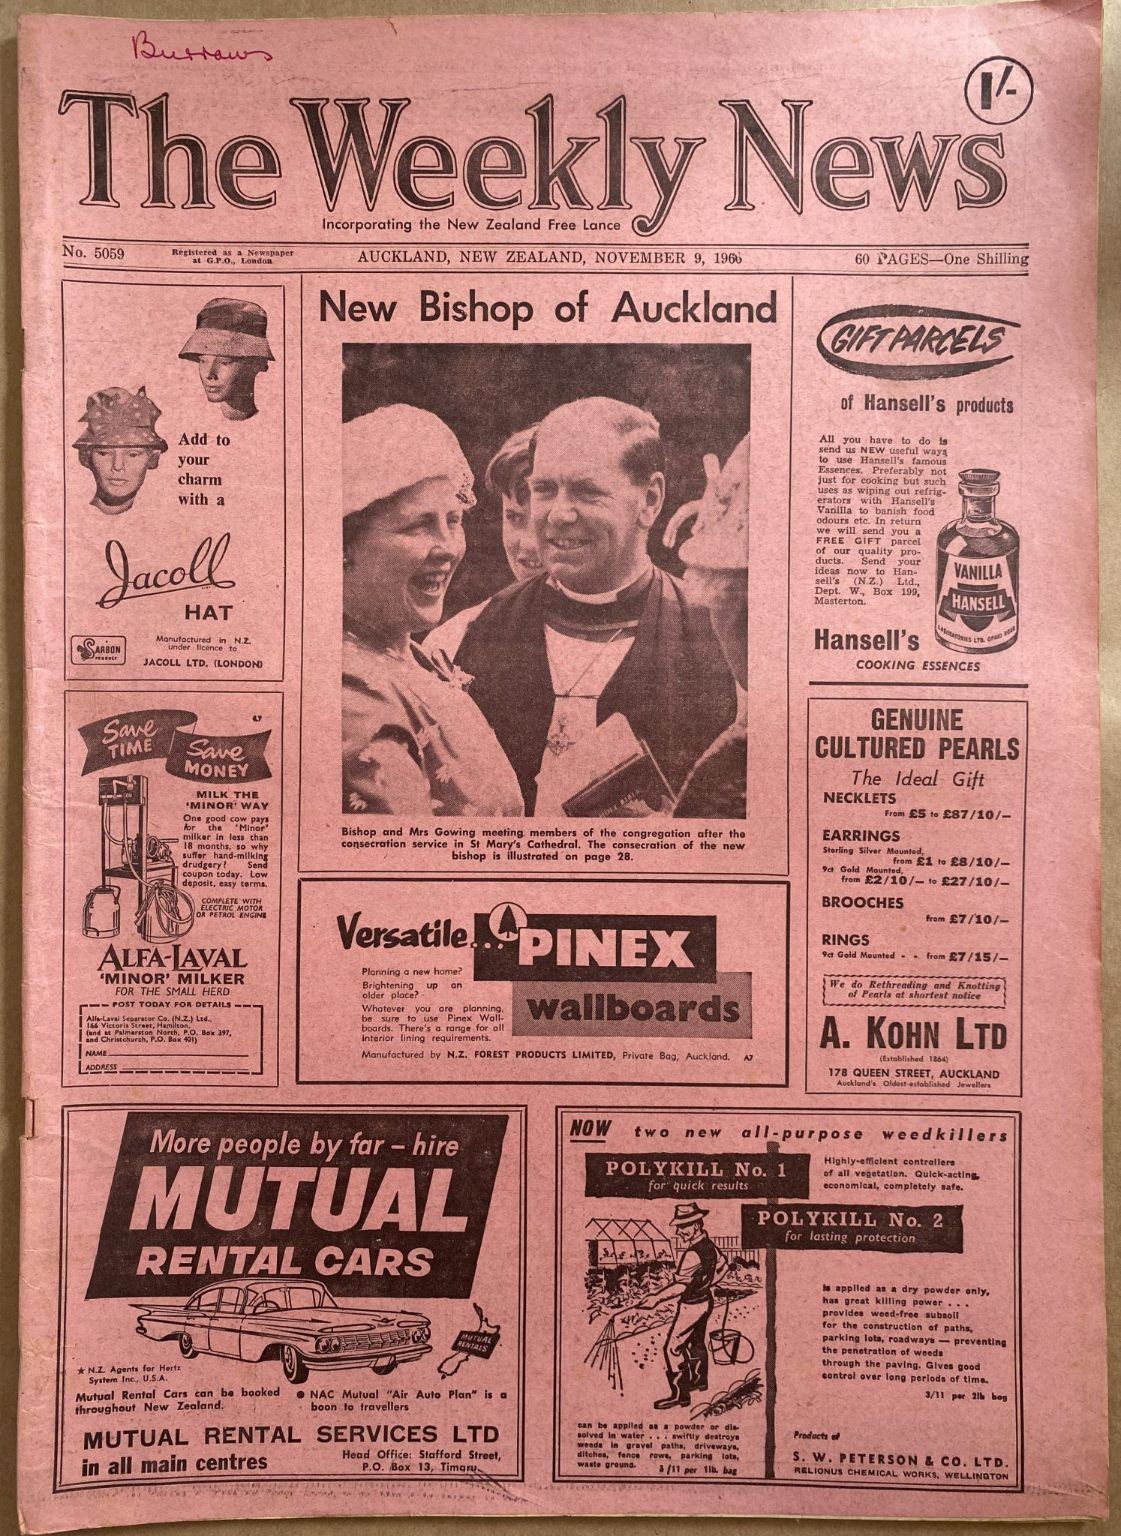 Burrows
1/-
The Weekly News
Incorporating the New Zealand Free Lance
No. 5059
Registered as a Newspaper
at G.P.O., London
AUCKLAND, NEW ZEALAND, NOVEMBER 9, 1960
60 PAGES—One Shilling
Add to
your
charm
with a
Jacoll
HAT
SARBON
PRODUCT
Manufactured in N.Z.
under licence to
JACOLL LTD. (LONDON)
New Bishop of Auckland
Bishop and Mrs Gowing meeting members of the congregation after the
consecration service in St Mary's Cathedral. The consecration of the new
bishop is illustrated on page 28.
GIFT PARCELS
of Hansell's products
All you have to do is
send us NEW useful ways
to use Hansell's famous
Essences. Preferably not
just for cooking but such
uses as wiping out refrig-
erators with Hansell's
Vanilla to banish food
odours etc. In return
we will send you a
FREE GIFT parcel
of our quality pro-
ducts. Send your
ideas now to Han-
sell's (N.Z.) Ltd.,
Dept. W., Box 199,
Masterton.
VANILLA
HANSELL
LABORATORIES LTD.
Hansell's
COOKING ESSENCES
Save
TIME
Save
MONEY
MILK THE
'MINOR' WAY
One good cow pays
for the 'Minor'
milker in less than
18 months, so why
suffer hand-milking
drudgery? Send
coupon today. Low
deposit, easy terms.
COMPLETE WITH
ELECTRIC MOTOR
OR PETROL ENGINE
ALFA-LAVAL
'MINOR' MILKER
FOR THE SMALL HERD
POST TODAY FOR DETAILS
Alfa-Laval Separator Co. (N.Z.) Ltd.,
166 Victoria Street, Hamilton.
(and at Palmerston North, P.O. Box 397,
and Christchurch, P.O. Box 401)
NAME
ADDRESS
Versatile...
PINEX
wallboards
Planning a new home?
Brightening up an
older place?
Whatever you are planning,
be sure to use Pinex Wall-
boards. There's a range for all
interior lining requirements.
Manufactured by N.Z. FOREST PRODUCTS LIMITED, Private Bag, Auckland. A7
GENUINE
CULTURED PEARLS
The Ideal Gift
NECKLETS
From £5 to £87/10/—
EARRINGS
Sterling Silver Mounted,
from £1 to £8/10/—
9ct Gold Mounted,
from £2/10/— to £27/10/—
BROOCHES
from £7/10/—
RINGS
9ct Gold Mounted - - from £7/15/—
We do Rethreading and Knotting
of Pearls at shortest notice
A. KOHN LTD
(Established 1864)
178 QUEEN STREET, AUCKLAND
Auckland's Oldest-established Jewellers
More people by far – hire
MUTUAL
RENTAL CARS
MUTUAL
RENTALS
★ N.Z. Agents for Hertz
System Inc., U.S.A.
Mutual Rental Cars can be booked
throughout New Zealand.
● NAC Mutual "Air Auto Plan" is a
boon to travellers
MUTUAL RENTAL SERVICES LTD
in all main centres
Head Office: Stafford Street,
P.O. Box 13, Timaru.
NOW two new all-purpose weedkillers
POLYKILL No. 1
for quick results
Highly-efficient controllers
of all vegetation. Quick-acting,
economical, completely safe.
POLYKILL No. 2
for lasting protection
is applied as a dry powder only,
has great killing power . . .
provides weed-free subsoil
for the construction of paths,
parking lots, roadways — preventing
the penetration of weeds
through the paving. Gives good
control over long periods of time.
3/11 per 2lb bag
can be applied as a powder or dis-
solved in water . . . swiftly destroys
weeds in gravel paths, driveways,
ditches, fence rows, parking lots,
waste ground. 3/11 per 1lb. bag
Products of
S. W. PETERSON & CO. LTD.
RELIONUS CHEMICAL WORKS, WELLINGTON